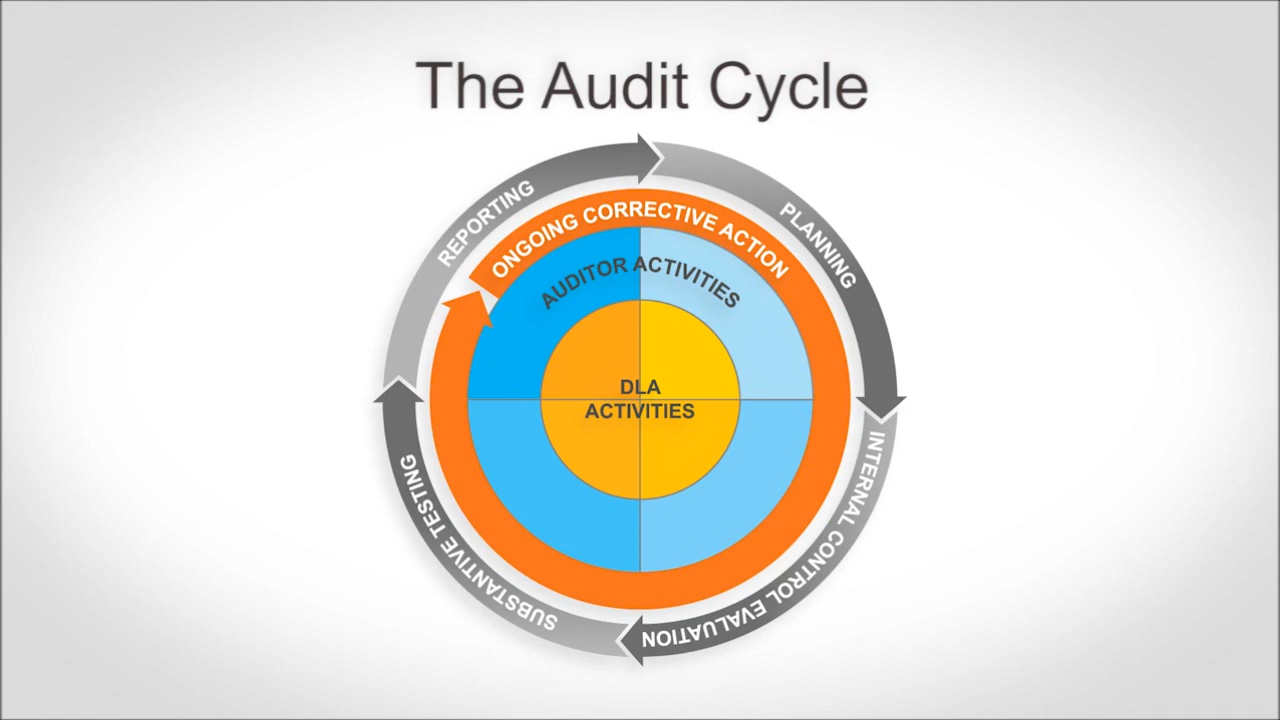 The Audit Cycle
REPORTING
PLANNING
ONGOING CORRECTIVE ACTION
AUDITOR ACTIVITIES
DLA
ACTIVITIES
INTERNAL CONTROL EVALUATION
SUBSTANTIVE TESTING